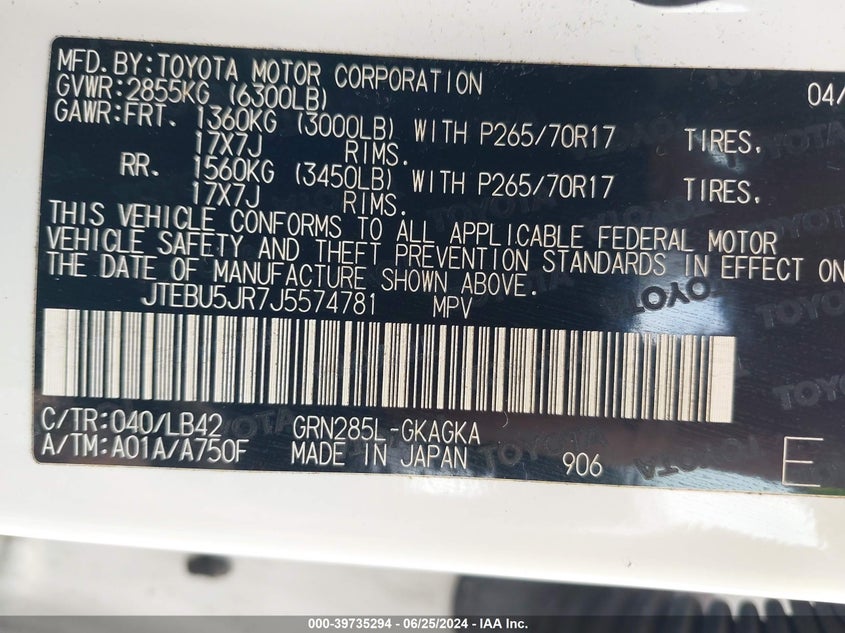 MFD. BY: TOYOTA MOTOR CORPORATION 04/
GVWR: 2855KG (6300LB)
GAWR: FRT. 1360KG (3000LB) WITH P265/70R17 TIRES.
17X7J RIMS.
RR. 1560KG (3450LB) WITH P265/70R17 TIRES.
17X7J RIMS.
THIS VEHICLE CONFORMS TO ALL APPLICABLE FEDERAL MOTOR
VEHICLE SAFETY AND THEFT PREVENTION STANDARDS IN EFFECT ON
THE DATE OF MANUFACTURE SHOWN ABOVE.
JTEBU5JR7J5574781 MPV
C/TR: 040/LB42 GRN285L-GKAGKA
A/TM: A01A/A750F MADE IN JAPAN 906 E
000-39735294 - 06/25/2024 - IAA Inc.